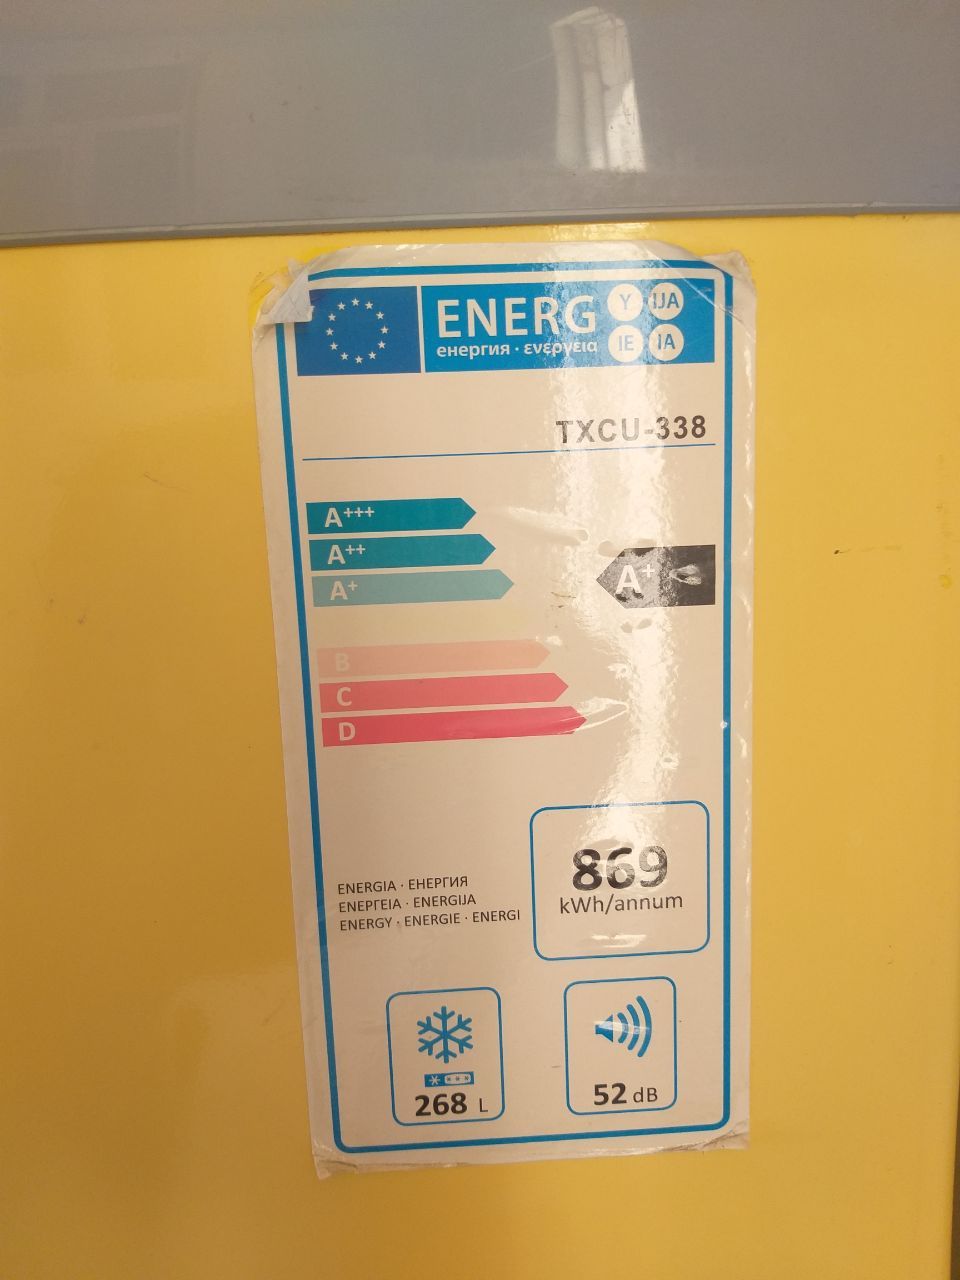 ENERG Y IJA
енергия · ενεργεια IE IA
TXCU-338
A+++
A++
A+
A+
B
C
D
869
kWh/annum
ENERGIA · ЕНЕРГИЯ
ΕΝΕΡΓΕΙΑ · ENERGIJA
ENERGY · ENERGIE · ENERGI
268 L
52 dB